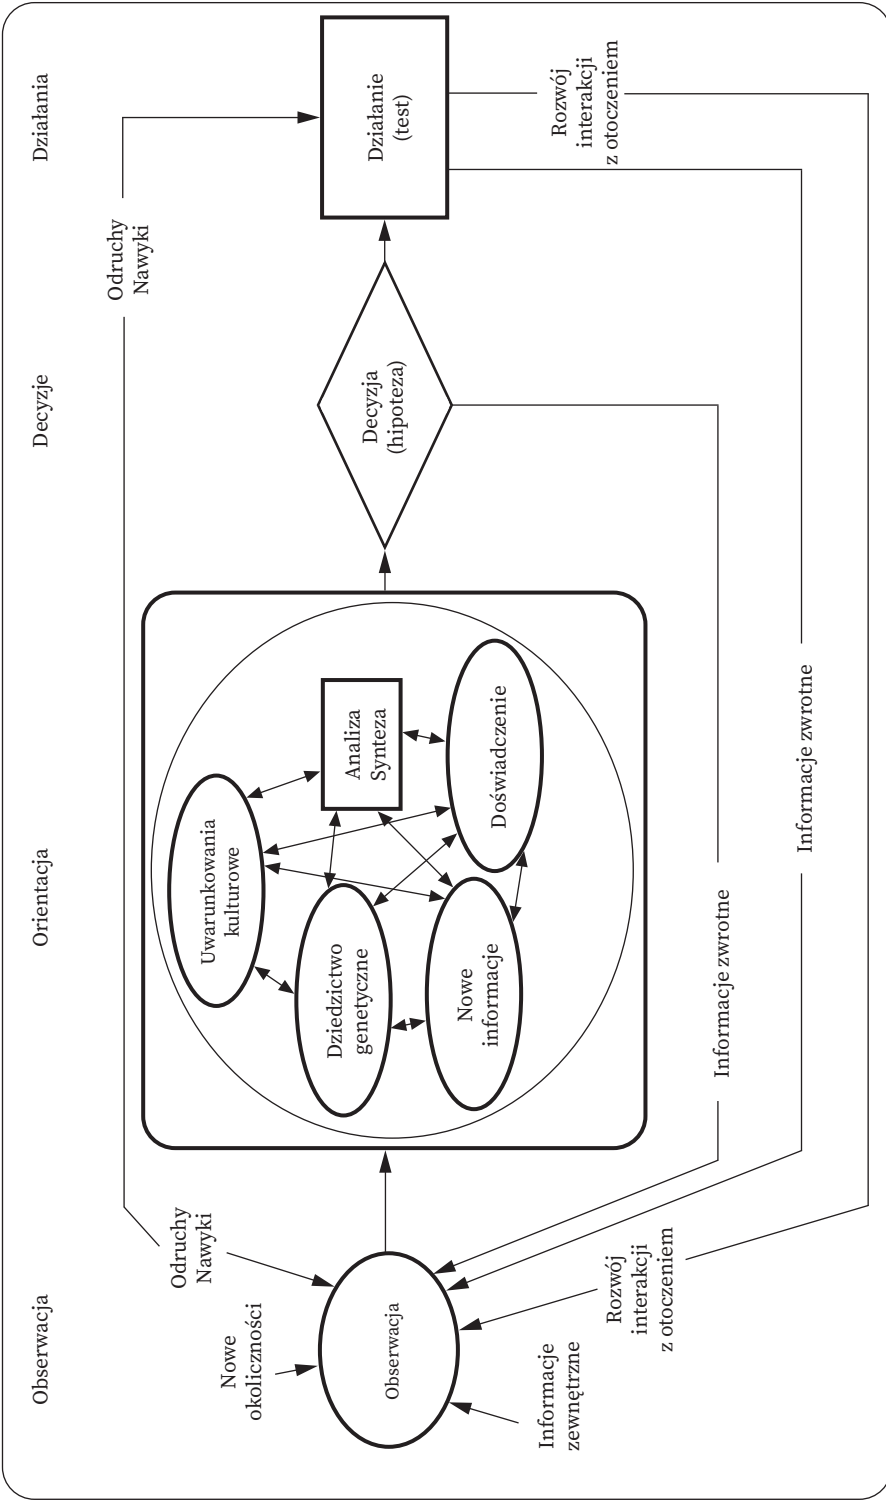 Obserwacja
Orientacja
Decyzje
Działania
Odruchy
Nawyki
Odruchy
Nawyki
Nowe
okoliczności
Obserwacja
Informacje
zewnętrzne
Rozwój
interakcji
z otoczeniem
Uwarunkowania
kulturowe
Dziedzictwo
genetyczne
Nowe
informacje
Analiza
Synteza
Doświadczenie
Decyzja
(hipoteza)
Działanie
(test)
Rozwój
interakcji
z otoczeniem
Informacje zwrotne
Informacje zwrotne